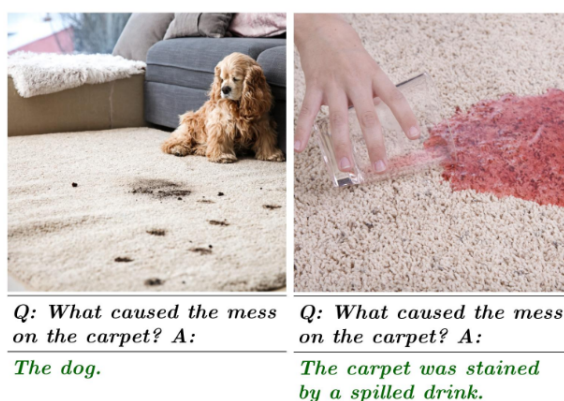 Q: What caused the mess
on the carpet? A:
The dog.
Q: What caused the mess
on the carpet? A:
The carpet was stained
by a spilled drink.